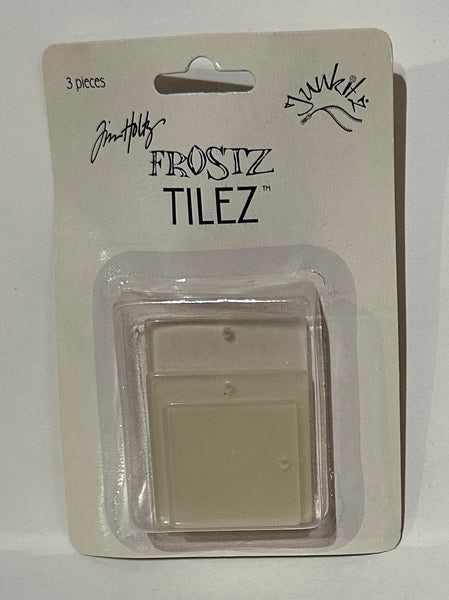 3 pieces
Junkitz®
Tim Holtz
FROSTZ
TILEZ™